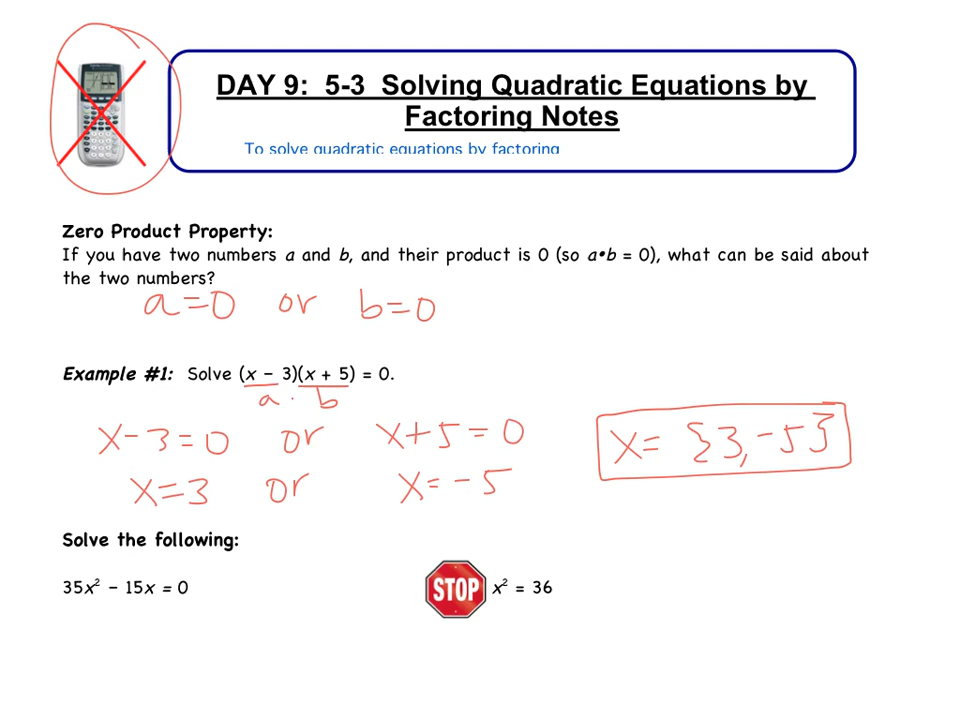 DAY 9: 5-3 Solving Quadratic Equations by
Factoring Notes
To solve quadratic equations by factoring
Zero Product Property:
If you have two numbers a and b, and their product is 0 (so a•b = 0), what can be said about
the two numbers?
a=0 or b=0
Example #1: Solve (x − 3)(x + 5) = 0.
a · b
x-3=0 or x+5=0
x=3 or x=-5
x= {3,-5}
Solve the following:
35x² − 15x = 0
STOP x² = 36